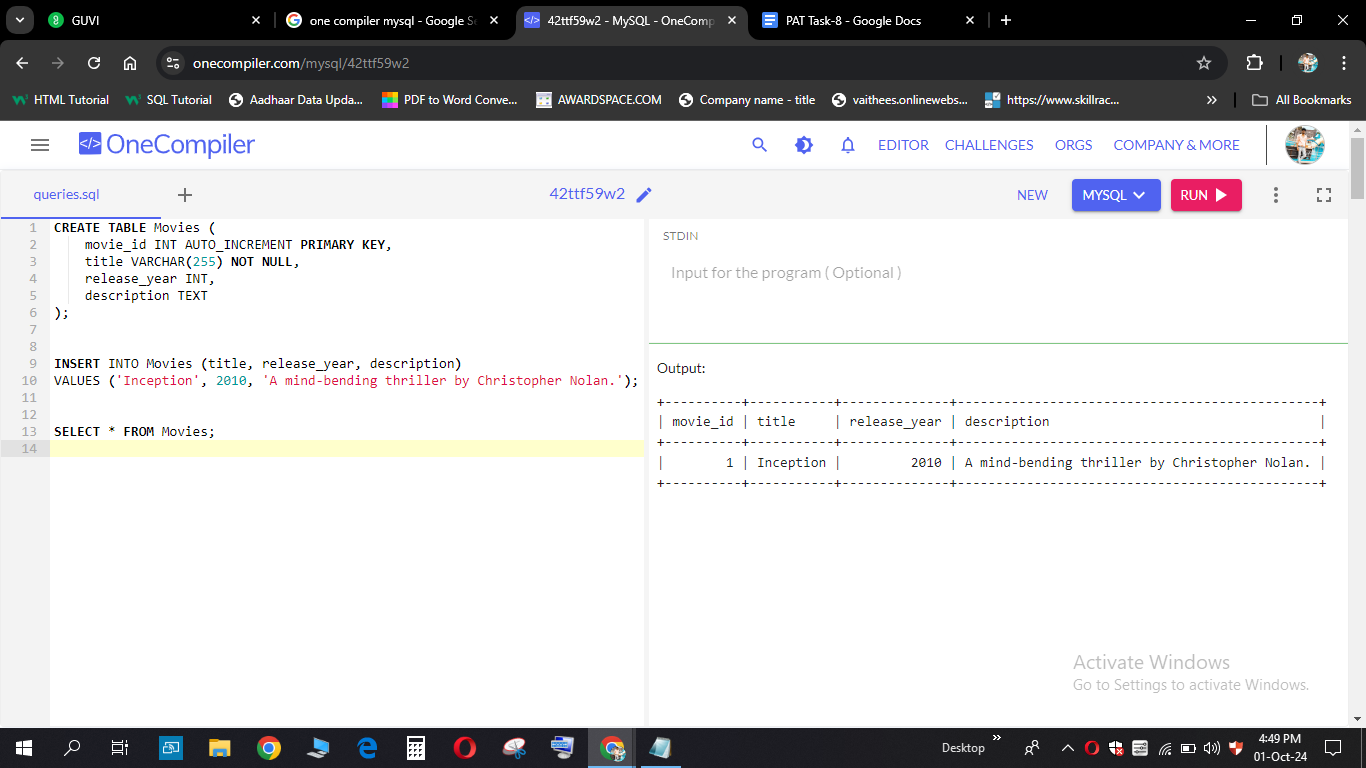 GUVI
one compiler mysql - Google Se
42ttf59w2 - MySQL - OneComp
PAT Task-8 - Google Docs
onecompiler.com/mysql/42ttf59w2
HTML Tutorial
SQL Tutorial
Aadhaar Data Upda...
PDF to Word Conve...
AWARDSPACE.COM
Company name - title
vaithees.onlinewebs...
https://www.skillrac...
All Bookmarks
</> OneCompiler
EDITOR CHALLENGES ORGS COMPANY & MORE
queries.sql
42ttf59w2
NEW
MYSQL
RUN
1 CREATE TABLE Movies (
2 movie_id INT AUTO_INCREMENT PRIMARY KEY,
3 title VARCHAR(255) NOT NULL,
4 release_year INT,
5 description TEXT
6 );
7
8
9 INSERT INTO Movies (title, release_year, description)
10 VALUES ('Inception', 2010, 'A mind-bending thriller by Christopher Nolan.');
11
12
13 SELECT * FROM Movies;
14
STDIN
Input for the program ( Optional )
Output:
+----------+-----------+--------------+-----------------------------------------------+
| movie_id | title     | release_year | description                                   |
+----------+-----------+--------------+-----------------------------------------------+
|        1 | Inception |         2010 | A mind-bending thriller by Christopher Nolan. |
+----------+-----------+--------------+-----------------------------------------------+
Activate Windows
Go to Settings to activate Windows.
Desktop
4:49 PM
01-Oct-24